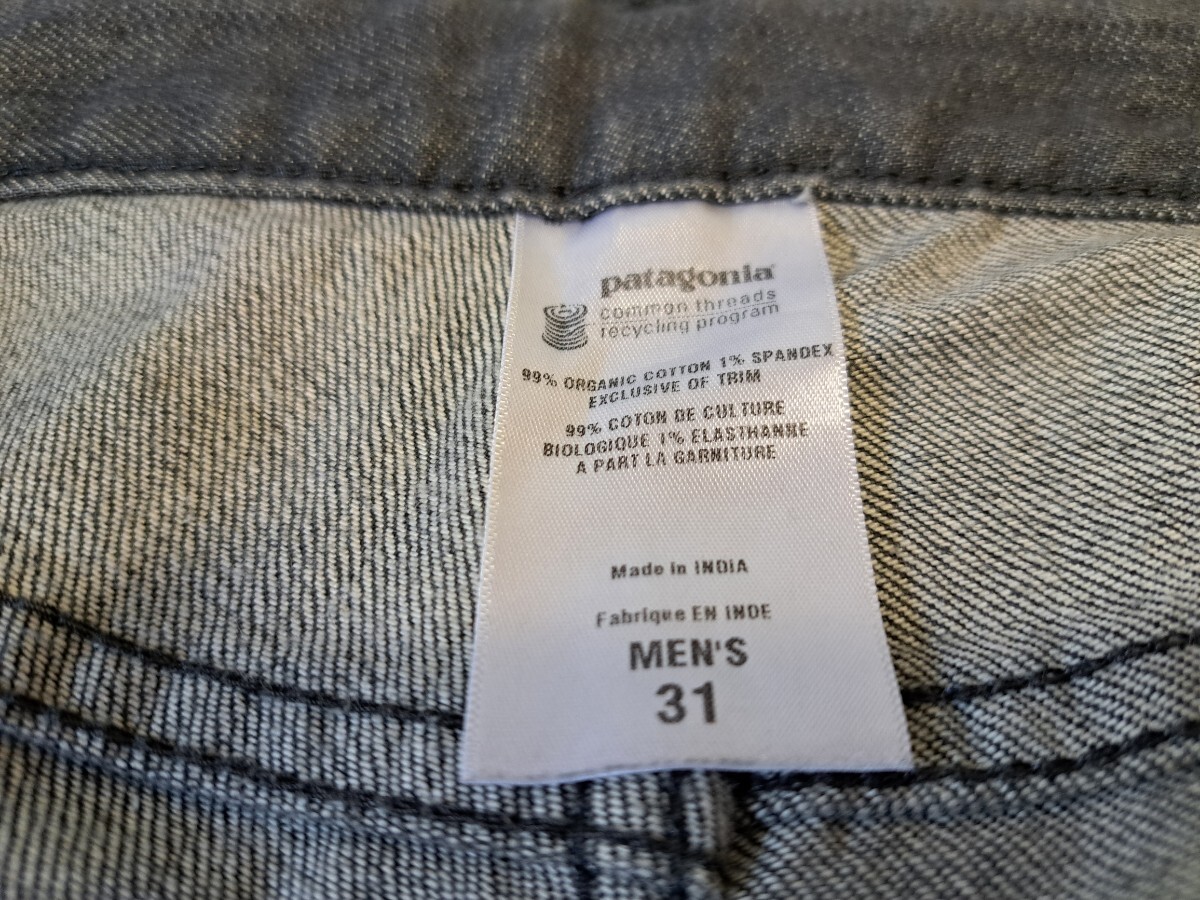 patagonia
common threads
recycling program
99% ORGANIC COTTON 1% SPANDEX
EXCLUSIVE OF TRIM
99% COTON DE CULTURE
BIOLOGIQUE 1% ELASTHANNE
A PART LA GARNITURE
Made in INDIA
Fabrique EN INDE
MEN'S
31